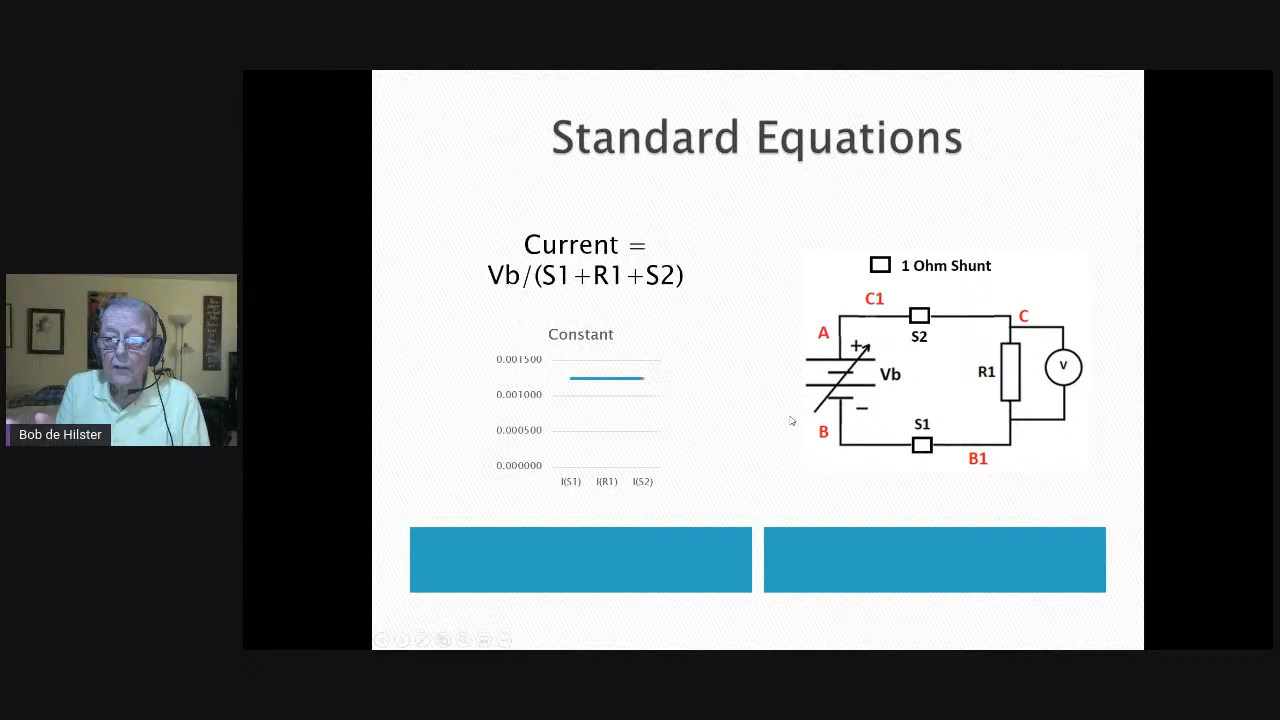 Standard Equations
Current =
Vb/(S1+R1+S2)
Constant
0.001500
0.001000
0.000500
0.000000
I(S1) I(R1) I(S2)
1 Ohm Shunt
C1
A
S2
C
+
Vb
R1
V
−
B
S1
B1
Bob de Hilster